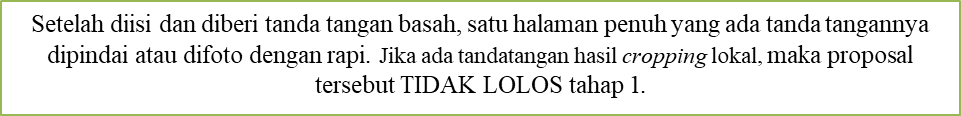 Setelah diisi dan diberi tanda tangan basah, satu halaman penuh yang ada tanda tangannya
dipindai atau difoto dengan rapi. Jika ada tandatangan hasil cropping lokal, maka proposal
tersebut TIDAK LOLOS tahap 1.